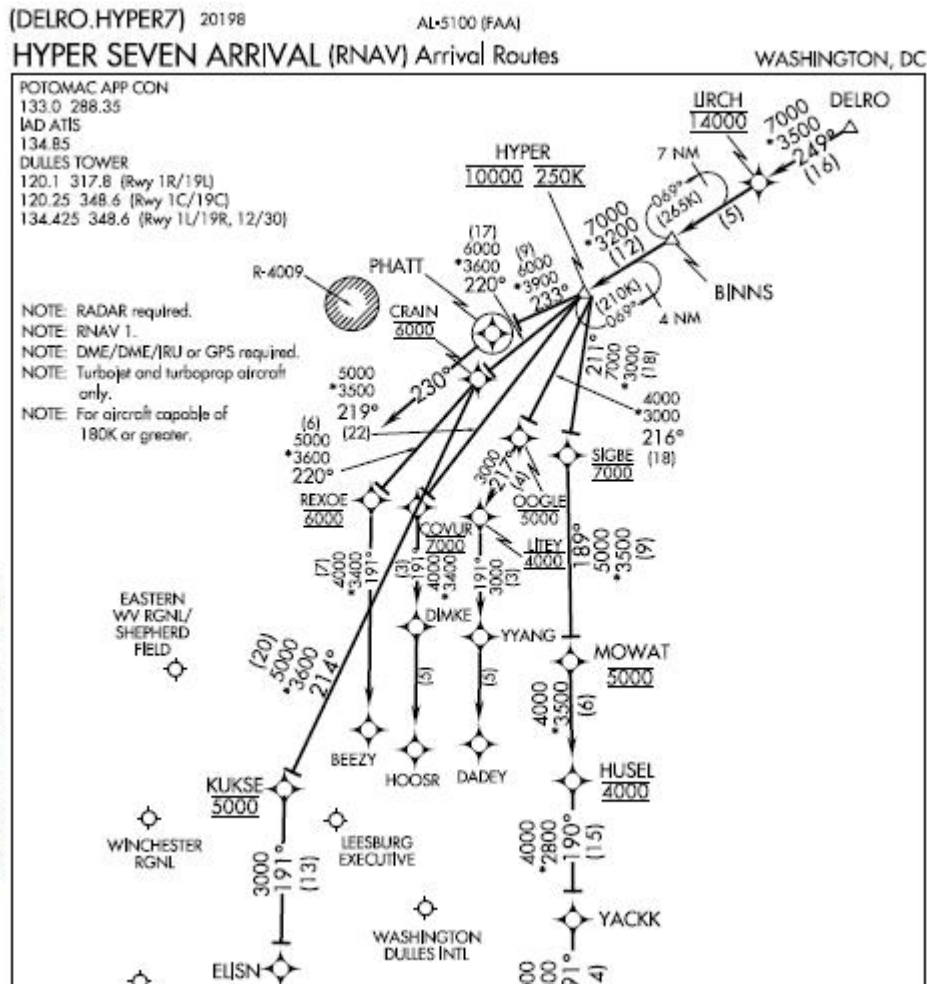 (DELRO.HYPER7) 20198
AL-5100 (FAA)
HYPER SEVEN ARRIVAL (RNAV) Arrival Routes
WASHINGTON, DC
POTOMAC APP CON
133.0 288.35
IAD ATIS
134.85
DULLES TOWER
120.1 317.8 (Rwy 1R/19L)
120.25 348.6 (Rwy 1C/19C)
134.425 348.6 (Rwy 1L/19R, 12/30)
NOTE: RADAR required.
NOTE: RNAV 1.
NOTE: DME/DME/IRU or GPS required.
NOTE: Turbojet and turboprop aircraft
only.
NOTE: For aircraft capable of
180K or greater.
LIRCH
14000
DELRO
7000
*3500
249°
(16)
7 NM
069°
(265K)
(5)
BINNS
HYPER
10000 250K
7000
*3200
(12)
(210K)
069°
4 NM
(17)
6000
*3600
220°
(9)
6000
*3900
233°
PHATT
R-4009
CRAIN
6000
230°
5000
*3500
219°
(22)
(6)
5000
*3600
220°
211°
7000
*3000
(18)
4000
*3000
216°
(18)
SIGBE
7000
3000
217°
(4)
OOGLE
5000
REXOE
6000
COVUR
7000
LITEY
4000
189°
5000
*3500
(9)
(7)
4000
*3400
191°
(3)
191°
4000
*3400
191°
3000
(3)
DIMKE
YYANG
MOWAT
5000
EASTERN
WV RGNL/
SHEPHERD
FIELD
(20)
5000
*3600
214°
(5)
(5)
4000
*3500
(6)
BEEZY
HOOSR
DADEY
HUSEL
4000
KUKSE
5000
WINCHESTER
RGNL
LEESBURG
EXECUTIVE
4000
*2800
190°
(15)
3000
191°
(13)
WASHINGTON
DULLES INTL
YACKK
ELISN